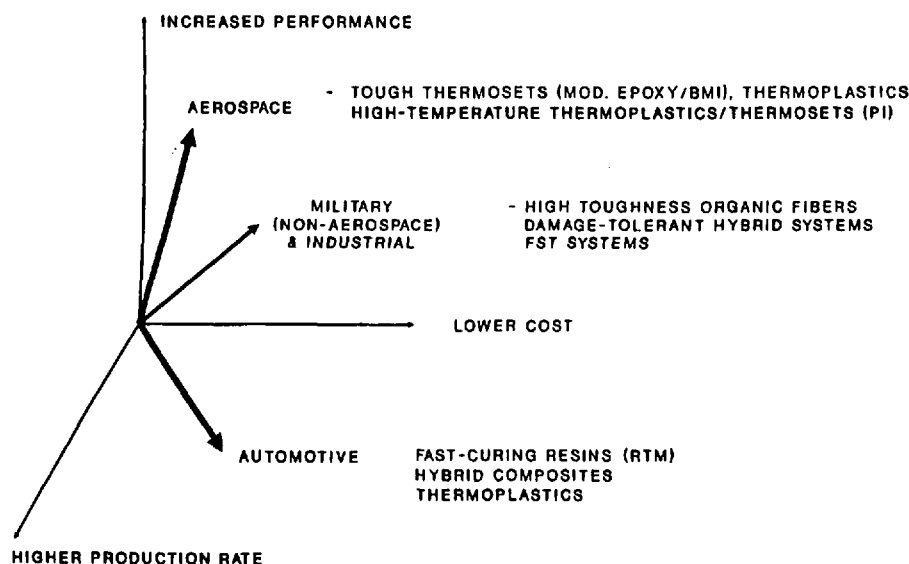 INCREASED PERFORMANCE
AEROSPACE
- TOUGH THERMOSETS (MOD. EPOXY/BMI), THERMOPLASTICS
HIGH-TEMPERATURE THERMOPLASTICS/THERMOSETS (PI)
MILITARY
(NON-AEROSPACE)
& INDUSTRIAL
- HIGH TOUGHNESS ORGANIC FIBERS
DAMAGE-TOLERANT HYBRID SYSTEMS
FST SYSTEMS
LOWER COST
AUTOMOTIVE
FAST-CURING RESINS (RTM)
HYBRID COMPOSITES
THERMOPLASTICS
HIGHER PRODUCTION RATE